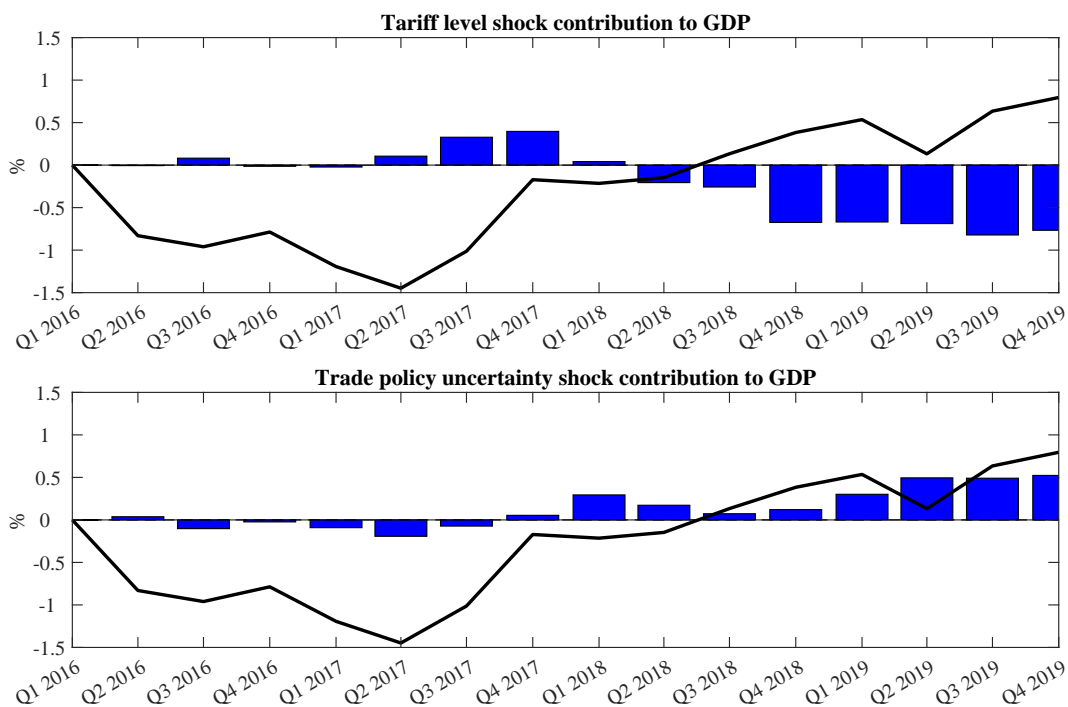 Tariff level shock contribution to GDP
1.5
1
0.5
0
-0.5
-1
-1.5
%
Q1 2016
Q2 2016
Q3 2016
Q4 2016
Q1 2017
Q2 2017
Q3 2017
Q4 2017
Q1 2018
Q2 2018
Q3 2018
Q4 2018
Q1 2019
Q2 2019
Q3 2019
Q4 2019
Trade policy uncertainty shock contribution to GDP
1.5
1
0.5
0
-0.5
-1
-1.5
%
Q1 2016
Q2 2016
Q3 2016
Q4 2016
Q1 2017
Q2 2017
Q3 2017
Q4 2017
Q1 2018
Q2 2018
Q3 2018
Q4 2018
Q1 2019
Q2 2019
Q3 2019
Q4 2019